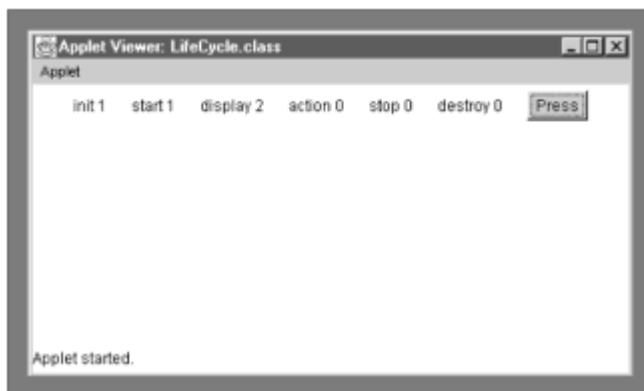 Applet Viewer: LifeCycle.class
Applet
init 1 start 1 display 2 action 0 stop 0 destroy 0 Press
Applet started.